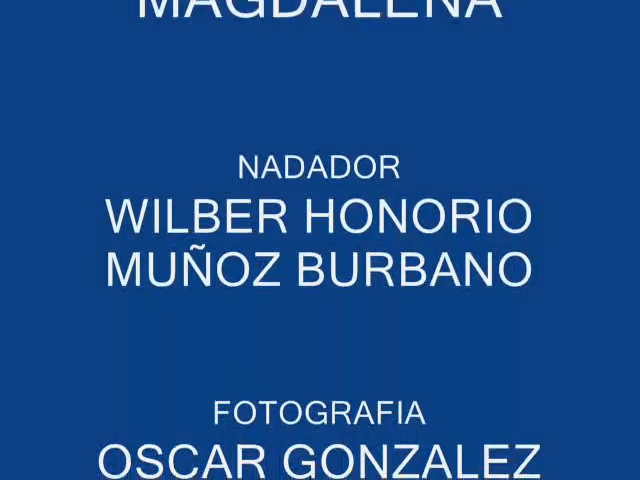 MAGDALENA
NADADOR
WILBER HONORIO
MUÑOZ BURBANO
FOTOGRAFIA
OSCAR GONZALEZ